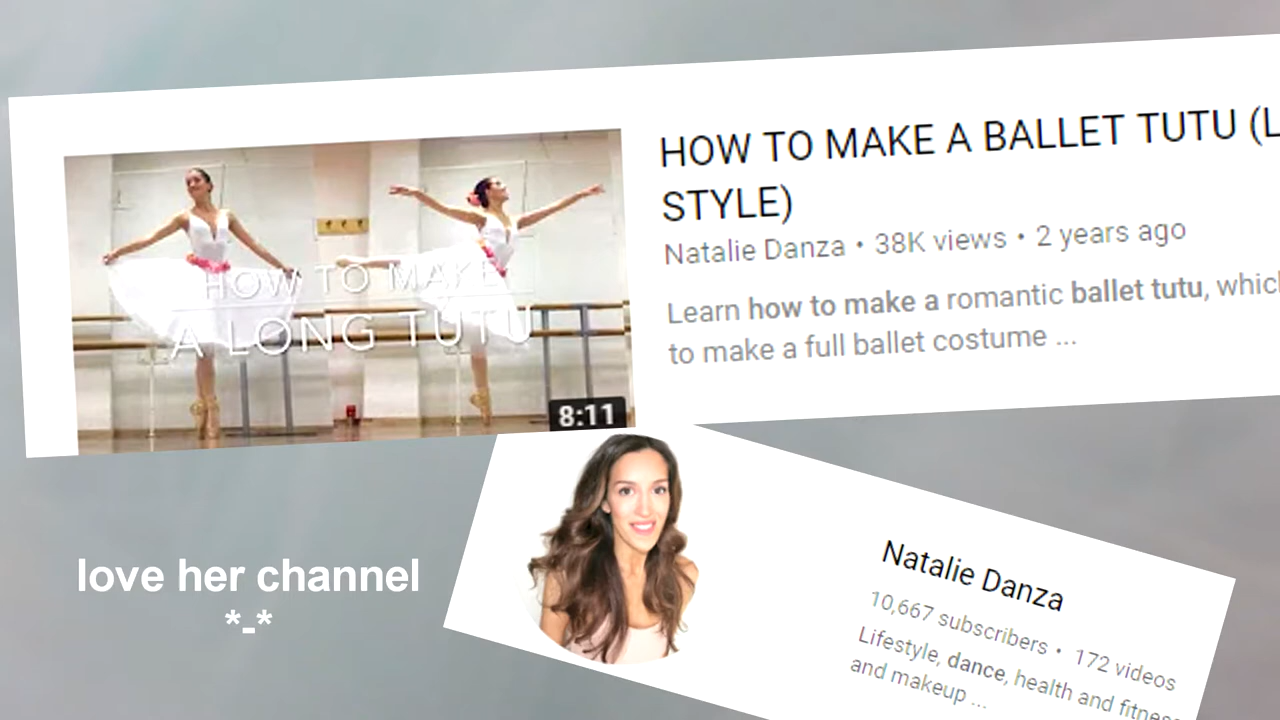 HOW TO MAKE A BALLET TUTU (L
STYLE)
Natalie Danza • 38K views • 2 years ago
Learn how to make a romantic ballet tutu, which
to make a full ballet costume ...
HOW TO MAKE
A LONG TUTU
8:11
love her channel
*-*
Natalie Danza
10,667 subscribers • 172 videos
Lifestyle, dance, health and fitness
and makeup ...